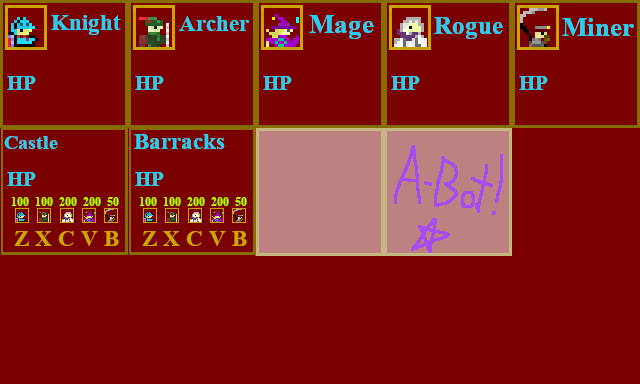 Knight Archer Mage Rogue Miner
HP HP HP HP HP
Castle Barracks
HP HP
100 100 200 200 50 100 100 200 200 50
Z X C V B Z X C V B
A-Bot!